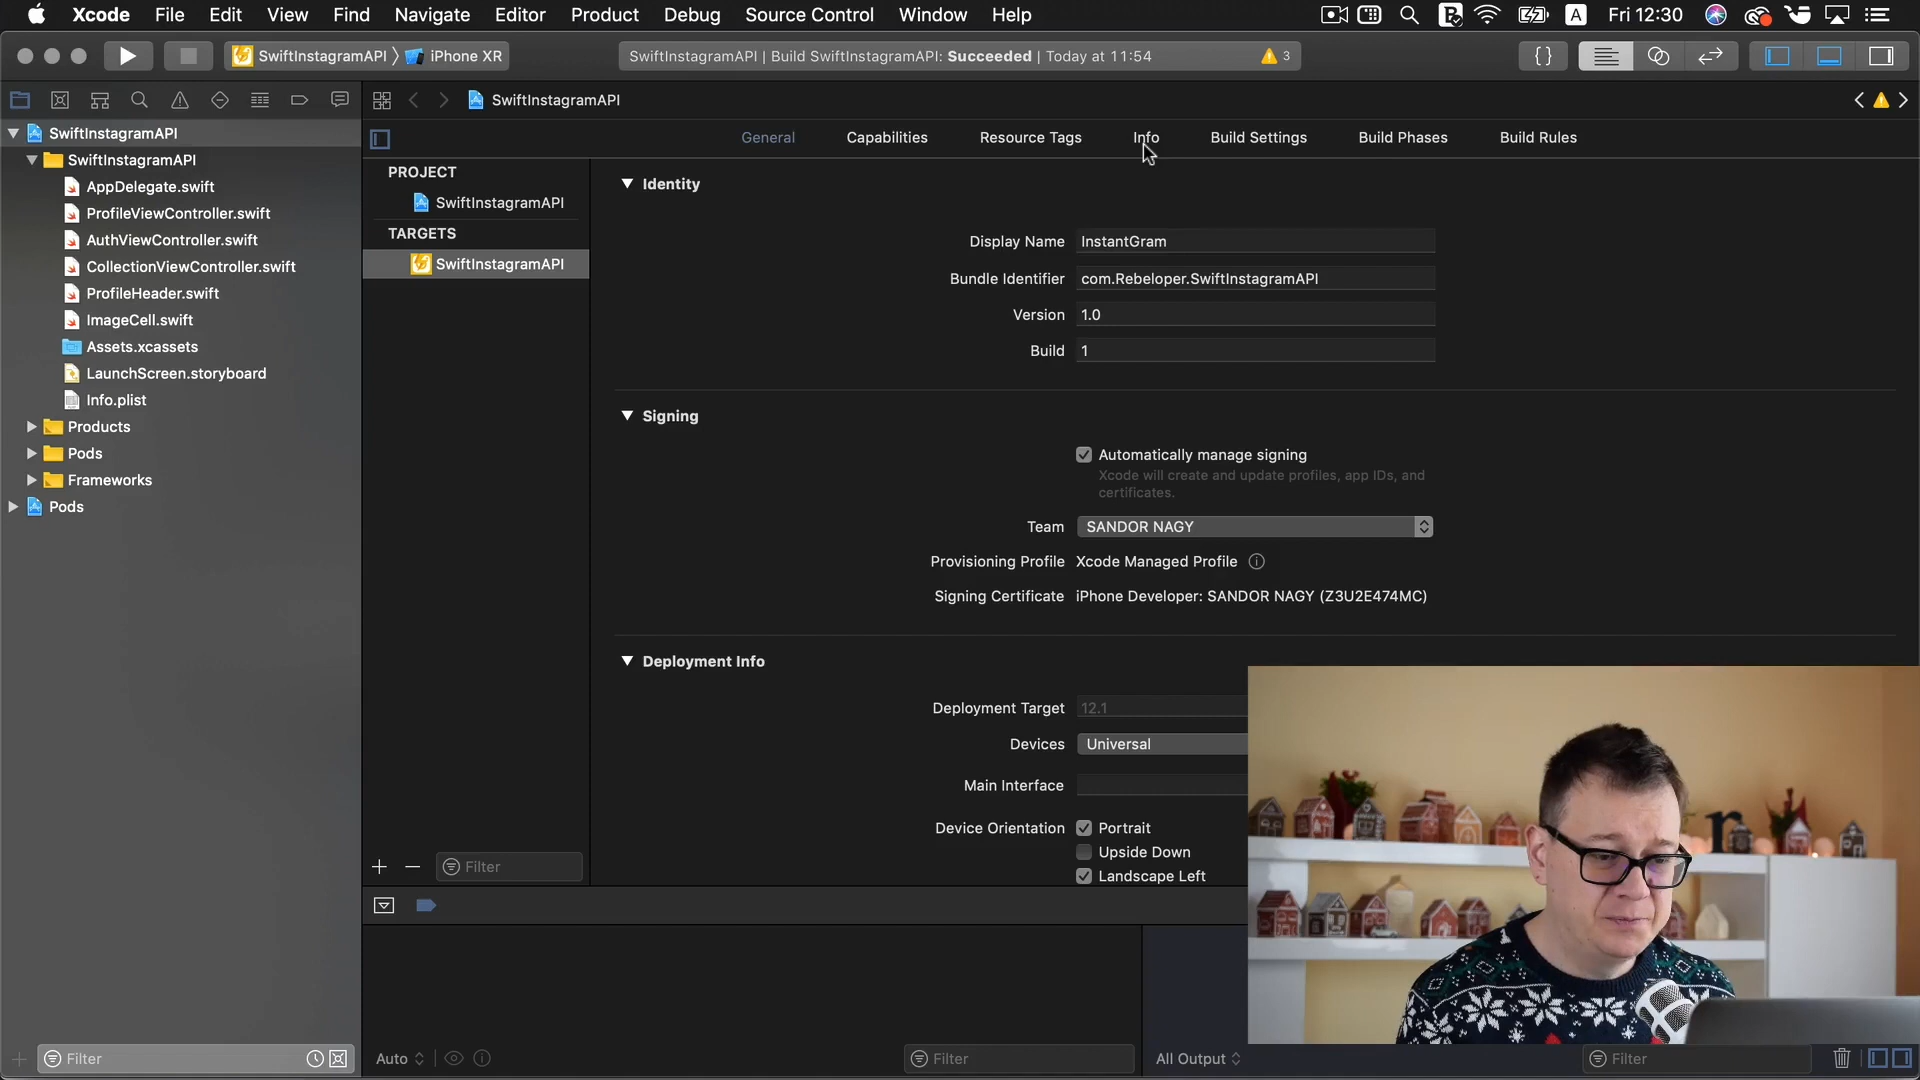 Xcode File Edit View Find Navigate Editor Product Debug Source Control Window Help A Fri 12:30
SwiftInstagramAPI iPhone XR SwiftInstagramAPI | Build SwiftInstagramAPI: Succeeded | Today at 11:54 3 {}
SwiftInstagramAPI
General Capabilities Resource Tags Info Build Settings Build Phases Build Rules
SwiftInstagramAPI
SwiftInstagramAPI
AppDelegate.swift
ProfileViewController.swift
AuthViewController.swift
CollectionViewController.swift
ProfileHeader.swift
ImageCell.swift
Assets.xcassets
LaunchScreen.storyboard
Info.plist
Products
Pods
Frameworks
Pods
PROJECT
SwiftInstagramAPI
TARGETS
SwiftInstagramAPI
Identity
Display Name InstantGram
Bundle Identifier com.Rebeloper.SwiftInstagramAPI
Version 1.0
Build 1
Signing
Automatically manage signing
Xcode will create and update profiles, app IDs, and
certificates.
Team SANDOR NAGY
Provisioning Profile Xcode Managed Profile
Signing Certificate iPhone Developer: SANDOR NAGY (Z3U2E474MC)
Deployment Info
Deployment Target 12.1
Devices Universal
Main Interface
Device Orientation Portrait
Upside Down
Landscape Left
+ − Filter
r
+ Filter Auto Filter All Output Filter